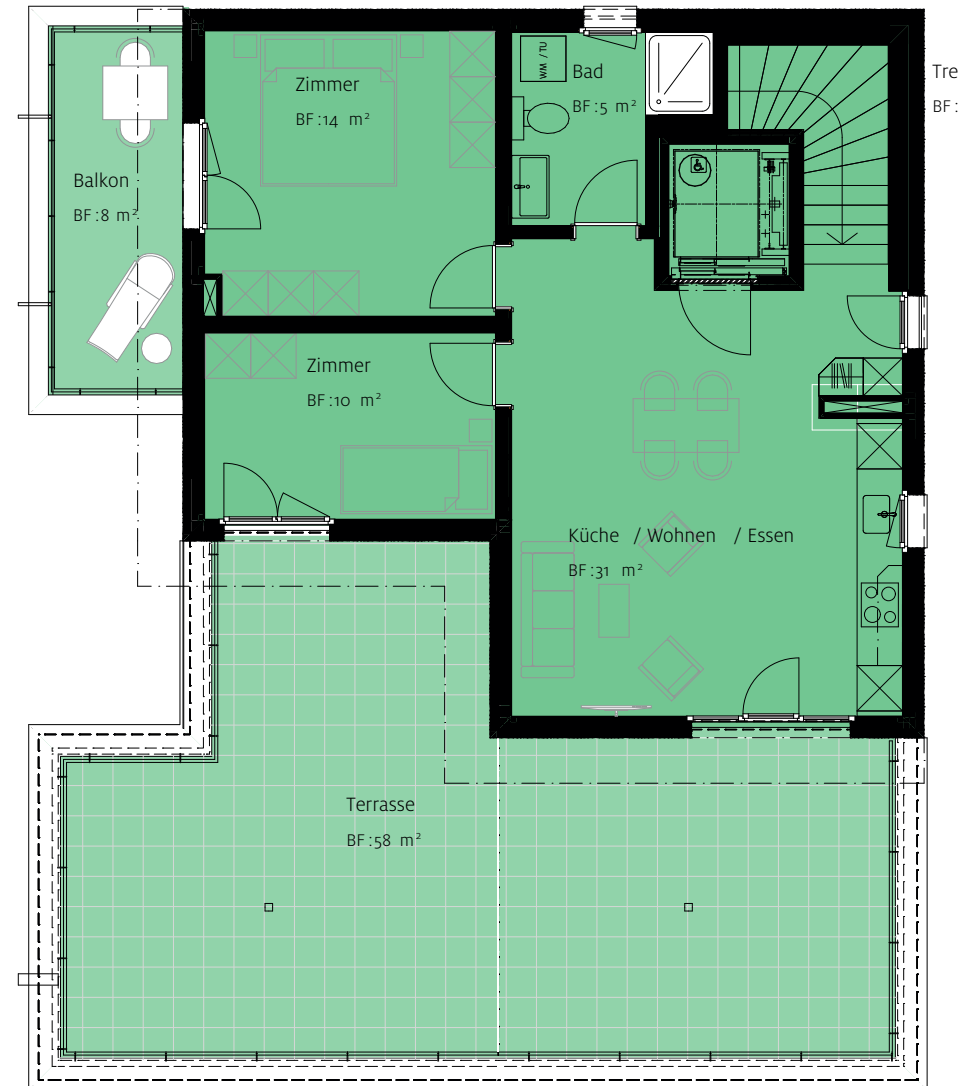 WM / TU
Bad
BF :5 m²
Zimmer
BF :14 m²
Tre
BF :
Balkon
BF :8 m²
Zimmer
BF :10 m²
Küche / Wohnen / Essen
BF :31 m²
Terrasse
BF :58 m²